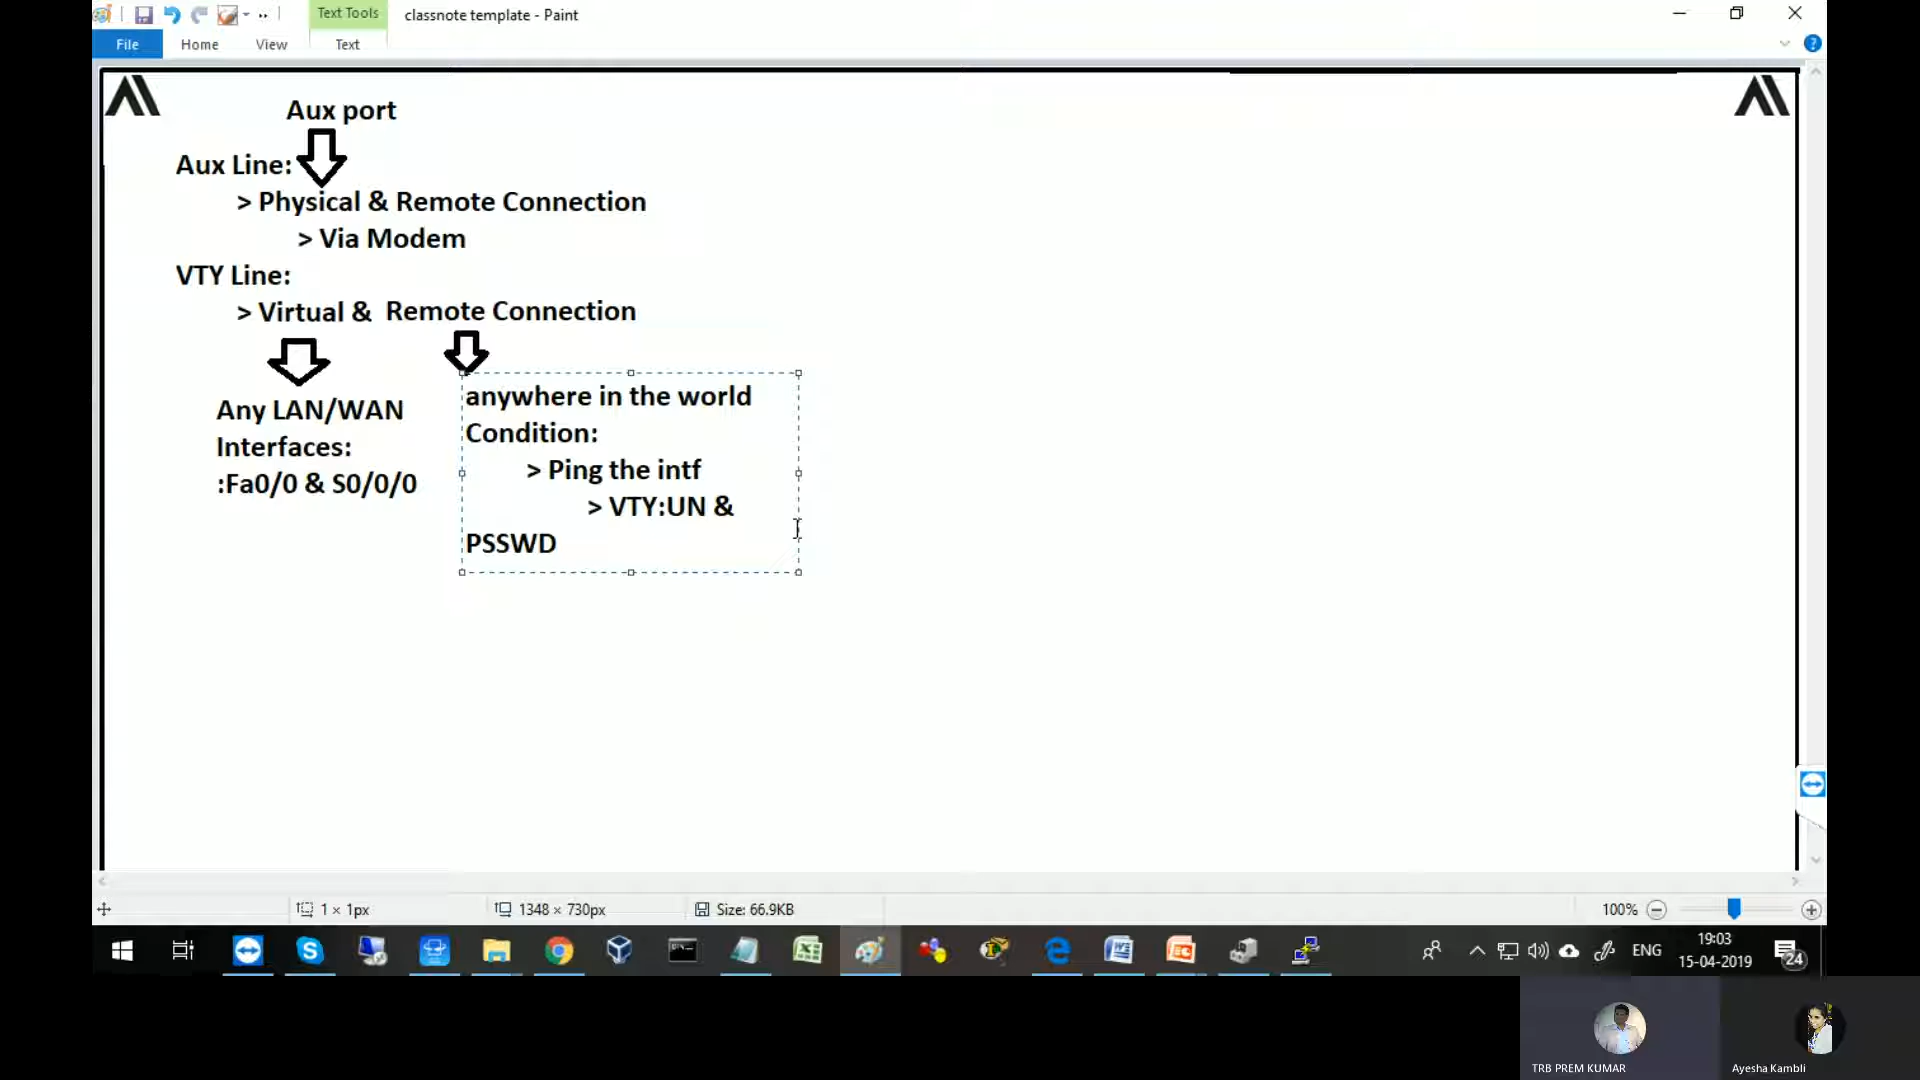 Text Tools
classnote template - Paint
File
Home
View
Text
Aux port
Aux Line:
> Physical & Remote Connection
> Via Modem
VTY Line:
> Virtual & Remote Connection
Any LAN/WAN
Interfaces:
:Fa0/0 & S0/0/0
anywhere in the world
Condition:
> Ping the intf
> VTY:UN &
PSSWD
1 × 1px
1348 × 730px
Size: 66.9KB
100%
ENG
19:03
15-04-2019
24
TRB PREM KUMAR
Ayesha Kambli